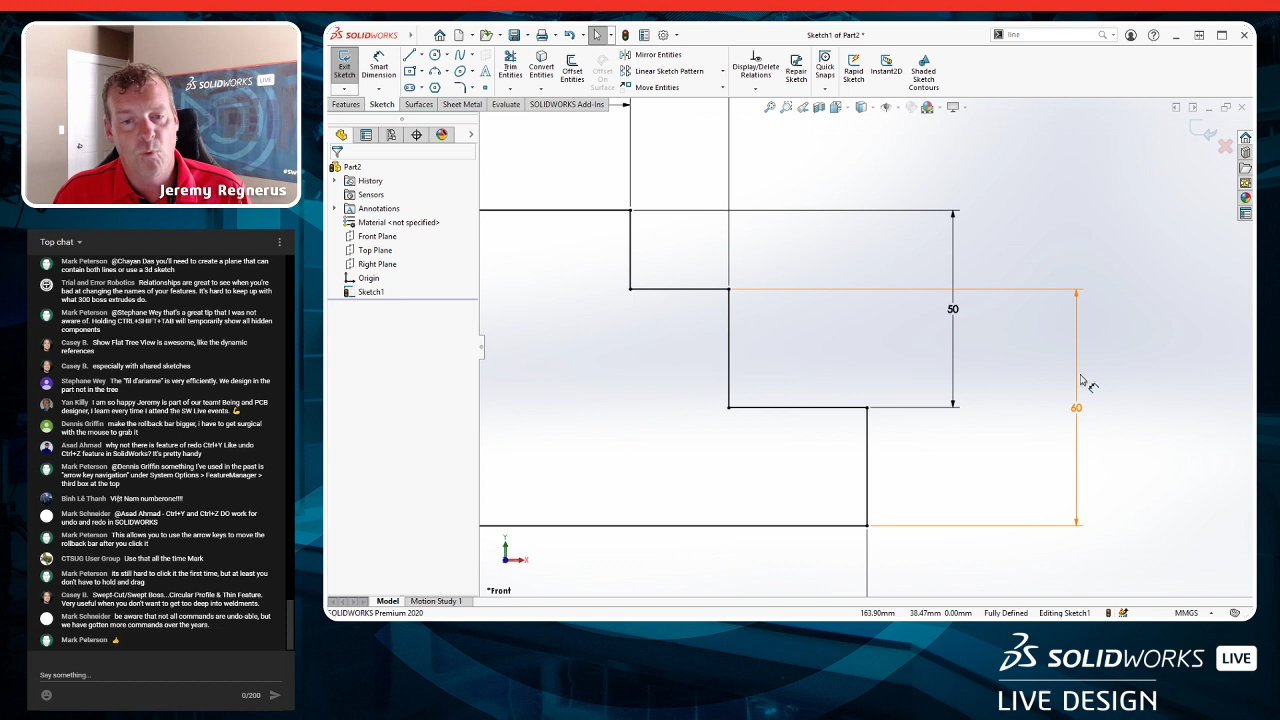 Jeremy Regnerus
SOLIDWORKS
LIVE
Top chat
Mark Peterson @Chayan Das you'll need to create a plane that can
contain both lines or use a 3d sketch
Trial and Error Robotics Relationships are great to see when you're
bad at changing the names of your features. It's hard to keep up with
what 300 boss extrudes do.
Mark Peterson @Stephane Wey that's a great tip that I was not
aware of. Holding CTRL+SHIFT+TAB will temporarily show all hidden
components
Casey B. Show Flat Tree View is awesome, like the dynamic
references
Casey B. especially with shared sketches
Stephane Wey The "fil d'arianne" is very efficiently. We design in the
part not in the tree
Yan Killy I am so happy Jeremy is part of our team! Being and PCB
designer, I learn every time I attend the SW Live events. 💪
Dennis Griffin make the rollback bar bigger, i have to get surgical
with the mouse to grab it
Asad Ahmad why not there is feature of redo Ctrl+Y Like undo
Ctrl+Z feature in SolidWorks? It's pretty handy
Mark Peterson @Dennis Griffin something I've used in the past is
"arrow key navigation" under System Options > FeatureManager >
third box at the top
Binh Lê Thanh Việt Nam numberone!!!!
Mark Schneider @Asad Ahmad - Ctrl+Y and Ctrl+Z DO work for
undo and redo in SOLIDWORKS
Mark Peterson This allows you to use the arrow keys to move the
rollback bar after you click it
CTSUG User Group Use that all the time Mark
Mark Peterson its still hard to click it the first time, but at least you
don't have to hold and drag
Casey B. Swept-Cut/Swept Boss...Circular Profile & Thin Feature.
Very useful when you don't want to get too deep into weldments.
Mark Schneider be aware that not all commands are undo-able, but
we have gotten more commands over the years.
Mark Peterson 👍
Say something...
0/200
SOLIDWORKS
Sketch1 of Part2 *
line
Exit
Sketch
Smart
Dimension
Trim
Entities
Convert
Entities
Offset
Entities
Offset
On
Surface
Mirror Entities
Linear Sketch Pattern
Move Entities
Display/Delete
Relations
Repair
Sketch
Quick
Snaps
Rapid
Sketch
Instant2D
Shaded
Sketch
Contours
Features Sketch Surfaces Sheet Metal Evaluate SOLIDWORKS Add-Ins
Part2
History
Sensors
Annotations
Material <not specified>
Front Plane
Top Plane
Right Plane
Origin
Sketch1
50
60
Y
X
*Front
Model Motion Study 1
SOLIDWORKS Premium 2020
163.90mm 38.47mm 0.00mm Fully Defined Editing Sketch1 MMGS
SOLIDWORKS LIVE
LIVE DESIGN